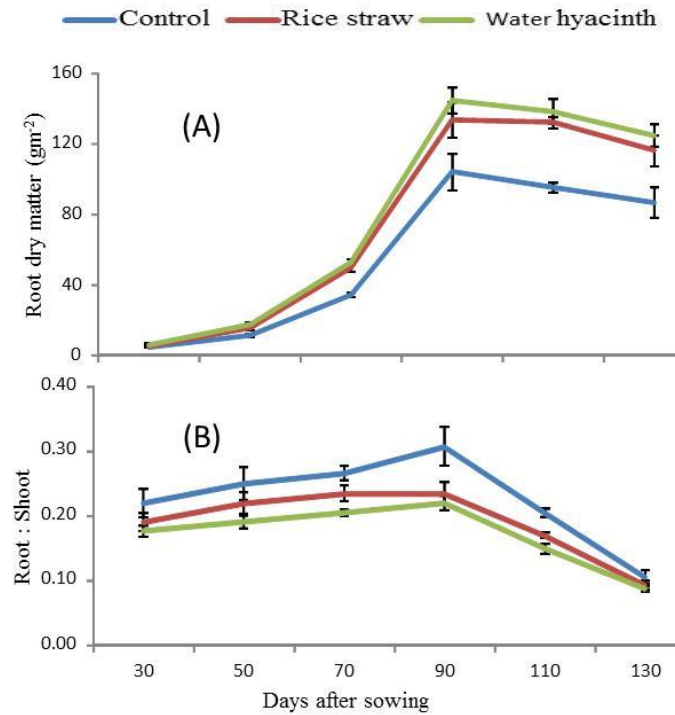 Control Rice straw Water hyacinth
160
(A)
120
80
40
0
Root dry matter (gm⁻²)
0.40
(B)
0.30
0.20
0.10
0.00
Root : Shoot
30 50 70 90 110 130
Days after sowing